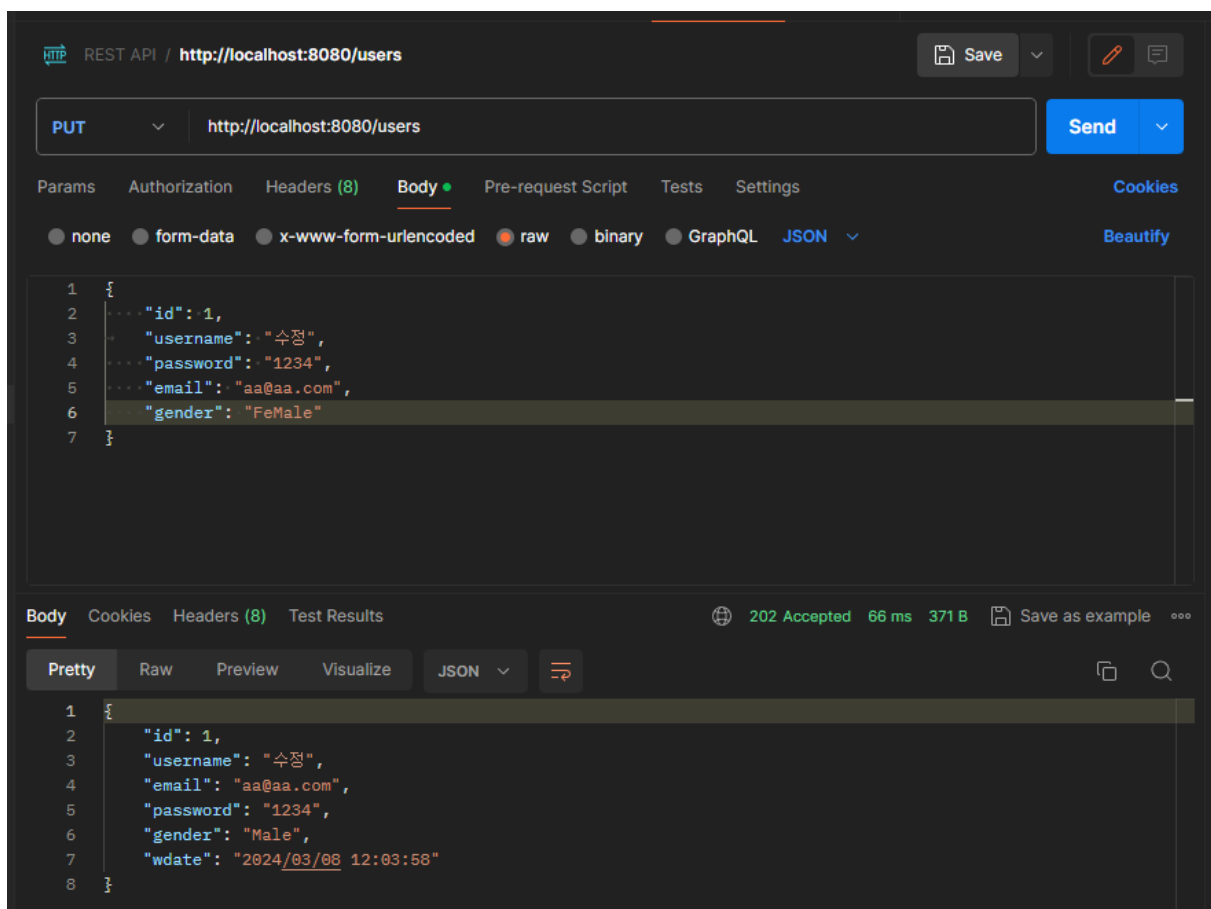 HTTP REST API / http://localhost:8080/users Save
PUT http://localhost:8080/users Send
Params Authorization Headers (8) Body Pre-request Script Tests Settings Cookies
none form-data x-www-form-urlencoded raw binary GraphQL JSON Beautify
1 {
2 "id": 1,
3 "username": "수정",
4 "password": "1234",
5 "email": "aa@aa.com",
6 "gender": "FeMale"
7 }
Body Cookies Headers (8) Test Results 202 Accepted 66 ms 371 B Save as example
Pretty Raw Preview Visualize JSON
1 {
2 "id": 1,
3 "username": "수정",
4 "email": "aa@aa.com",
5 "password": "1234",
6 "gender": "Male",
7 "wdate": "2024/03/08 12:03:58"
8 }